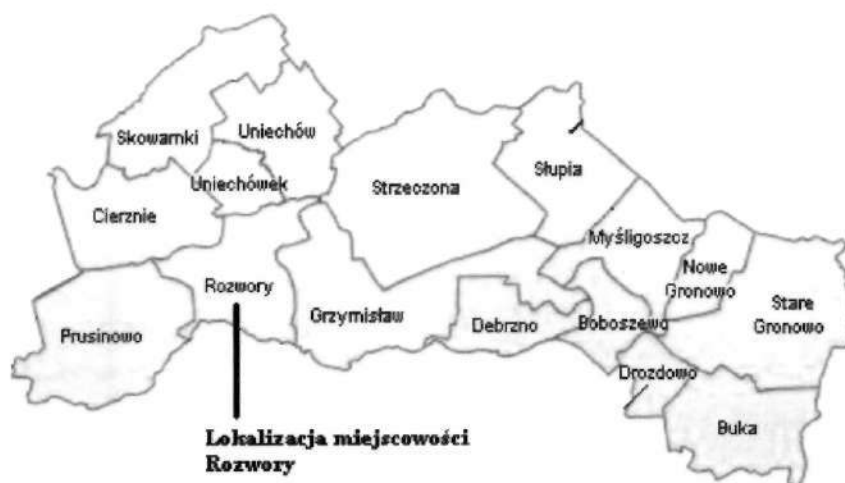 Skowarnki
Uniechów
Uniechówek
Strzeczona
Słupia
Cierznie
Myśligoszcz
Nowe
Gronowo
Stare
Gronowo
Rozwory
Grzymisław
Debrzno
Boboszewo
Prusinowo
Drozdowo
Buka
Lokalizacja miejscowości
Rozwory